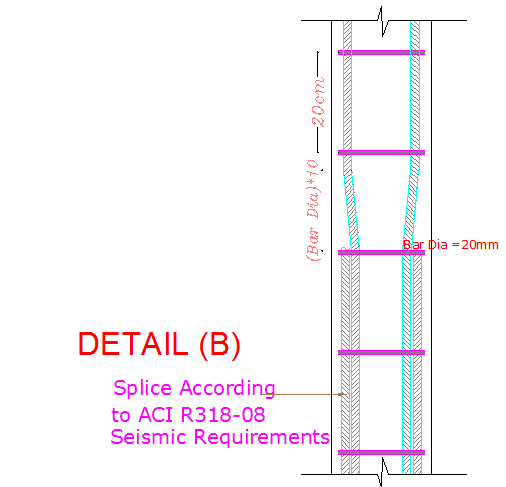 20cm
(Bar Dia)*10
Bar Dia =20mm
DETAIL (B)
Splice According
to ACI R318-08
Seismic Requirements